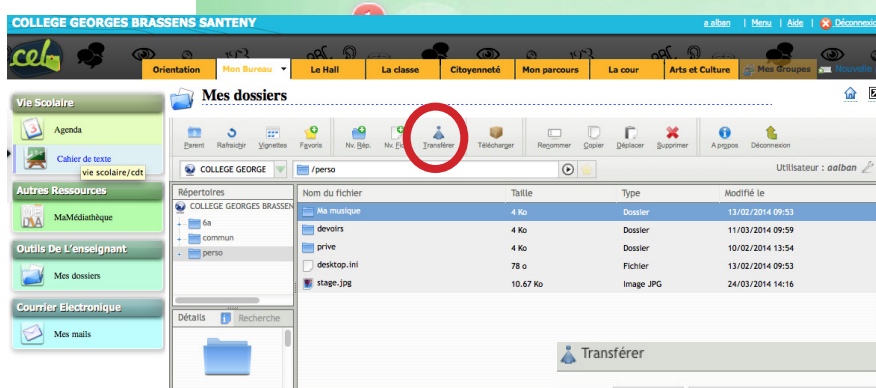 COLLEGE GEORGES BRASSENS SANTENY
a alban | Menu | Aide | Déconnexio
cel
Orientation Mon Bureau Le Hall La classe Citoyenneté Mon parcours La cour Arts et Culture Mes Groupes Nouvelle
Vie Scolaire
Agenda
Cahier de texte
vie scolaire/cdt
Autres Ressources
MaMédiathèque
Outils De L'enseignant
Mes dossiers
Courrier Electronique
Mes mails
Mes dossiers
Parent Rafraîchir Vignettes Favoris Nv. Rép. Nv. Fic Transférer Télécharger Renommer Copier Déplacer Supprimer A propos Déconnexion
COLLEGE GEORGE /perso Utilisateur : aalban
Répertoires
COLLEGE GEORGES BRASSEN
6a
commun
perso
Détails Recherche
Nom du fichier Taille Type Modifié le
Ma musique 4 Ko Dossier 13/02/2014 09:53
devoirs 4 Ko Dossier 11/03/2014 09:59
prive 4 Ko Dossier 10/02/2014 13:54
desktop.ini 78 o Fichier 13/02/2014 09:53
stage.jpg 10.67 Ko Image JPG 24/03/2014 14:16
Transférer